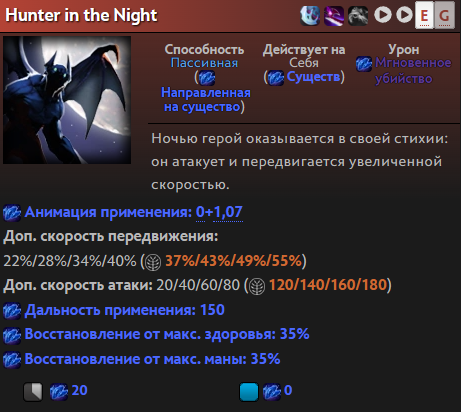 Hunter in the Night
E G
Способность Действует на Урон
Пассивная Себя Мгновенное
( Направленная ( Существ) убийство
на существо)
Ночью герой оказывается в своей стихии:
он атакует и передвигается увеличенной
скоростью.
Анимация применения: 0+1,07
Доп. скорость передвижения:
22%/28%/34%/40% ( 37%/43%/49%/55%)
Доп. скорость атаки: 20/40/60/80 ( 120/140/160/180)
Дальность применения: 150
Восстановление от макс. здоровья: 35%
Восстановление от макс. маны: 35%
20 0